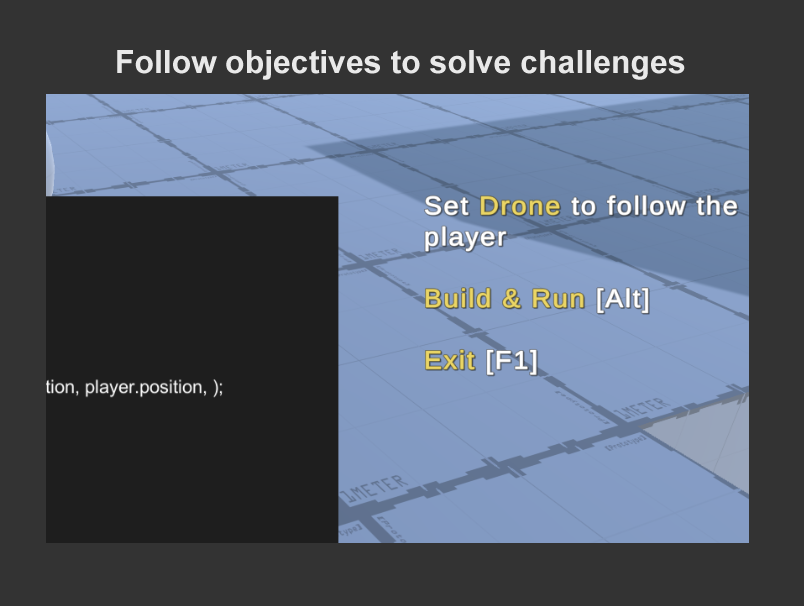 Follow objectives to solve challenges
Set Drone to follow the
player
Build & Run [Alt]
Exit [F1]
tion, player.position, );
1METER
1METER